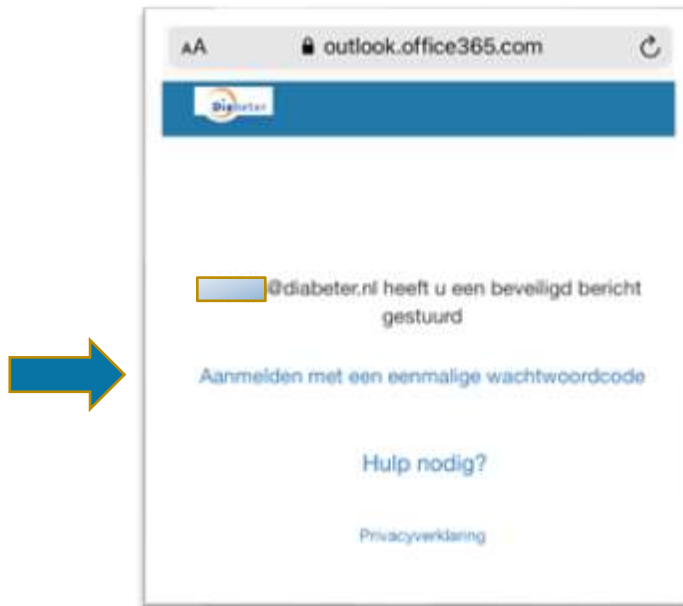 AA outlook.office365.com
Diabeter
@diabeter.nl heeft u een beveiligd bericht
gestuurd
Aanmelden met een eenmalige wachtwoordcode
Hulp nodig?
Privacyverklaring